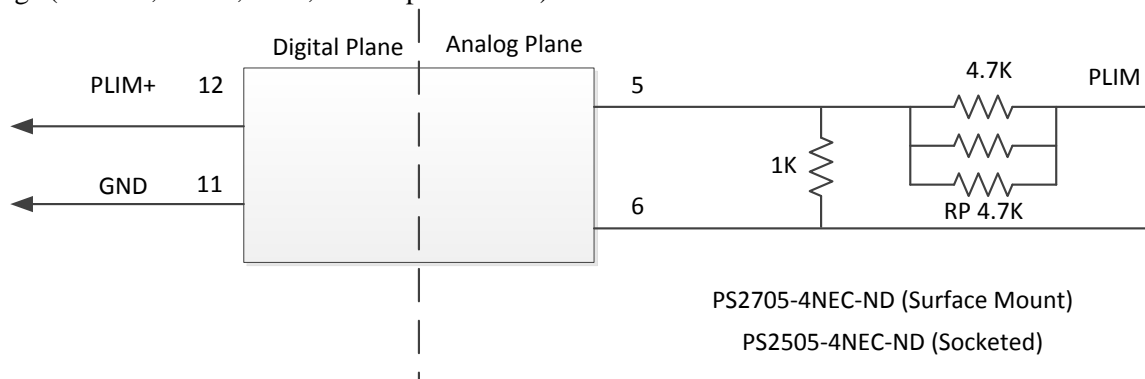 Digital Plane Analog Plane
PLIM+ 12 5 4.7K PLIM
1K
GND 11 6 RP 4.7K
PS2705-4NEC-ND (Surface Mount)
PS2505-4NEC-ND (Socketed)